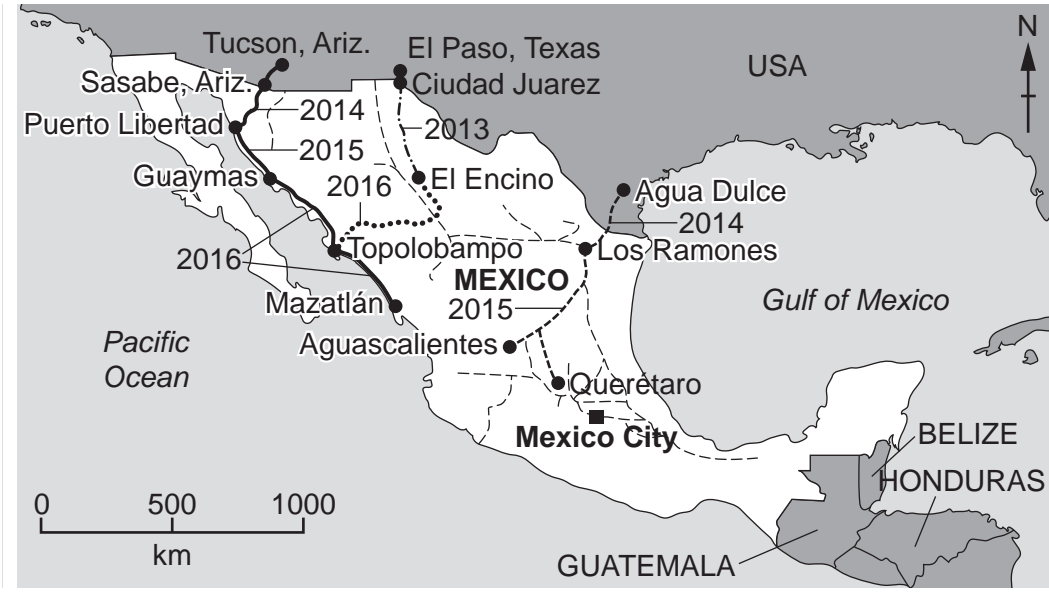 N
Tucson, Ariz.
El Paso, Texas
USA
Sasabe, Ariz.
Ciudad Juarez
2014
Puerto Libertad
2013
2015
Guaymas
2016
El Encino
Agua Dulce
2014
2016
Topolobampo
Los Ramones
MEXICO
Mazatlán
2015
Gulf of Mexico
Pacific
Ocean
Aguascalientes
Querétaro
Mexico City
BELIZE
HONDURAS
0 500 1000
km
GUATEMALA